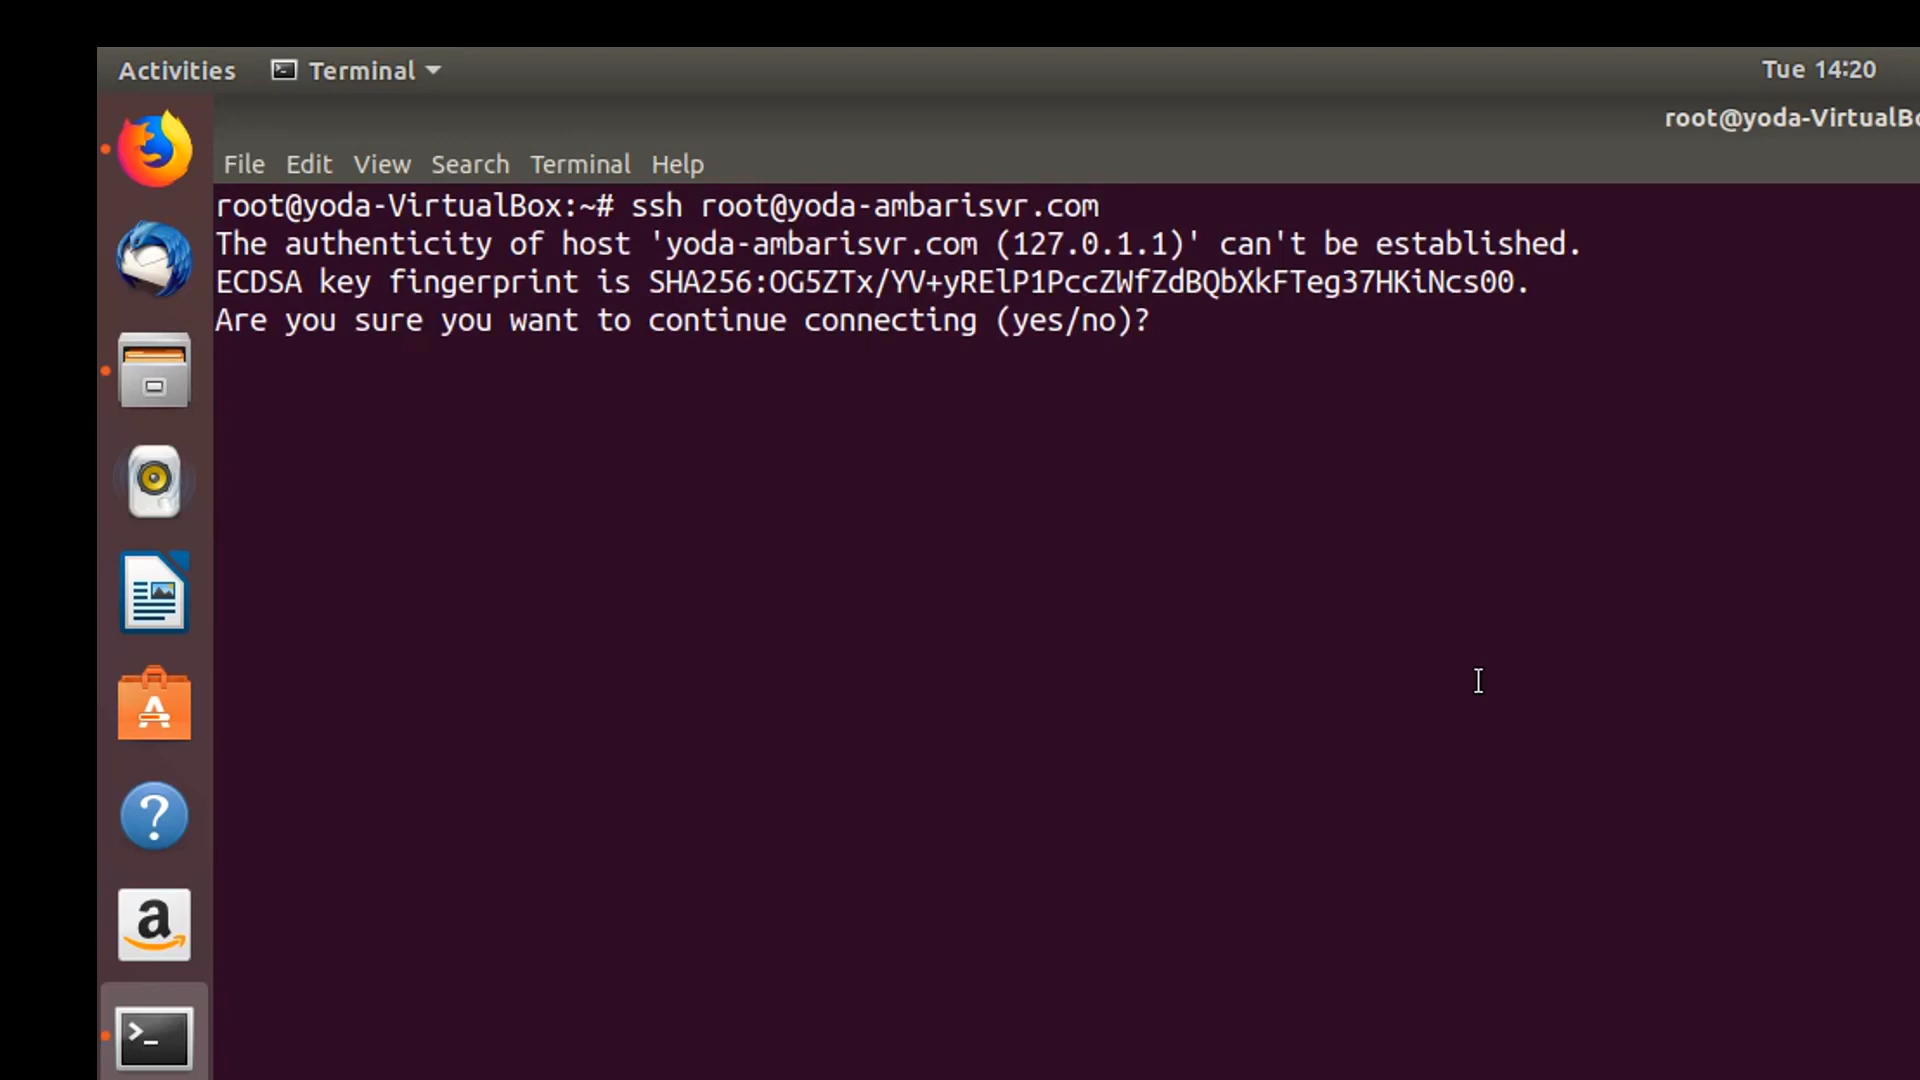 Activities Terminal Tue 14:20
root@yoda-VirtualBo
File Edit View Search Terminal Help
root@yoda-VirtualBox:~# ssh root@yoda-ambarisvr.com
The authenticity of host 'yoda-ambarisvr.com (127.0.1.1)' can't be established.
ECDSA key fingerprint is SHA256:OG5ZTx/YV+yRElP1PccZWfZdBQbXkFTeg37HKiNcs00.
Are you sure you want to continue connecting (yes/no)?